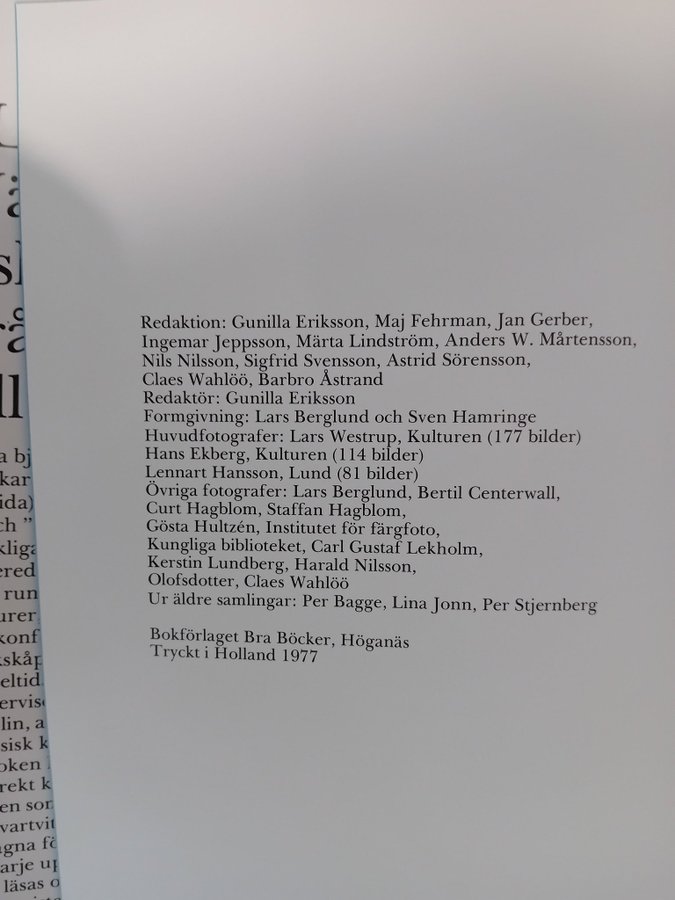 Redaktion: Gunilla Eriksson, Maj Fehrman, Jan Gerber,
Ingemar Jeppsson, Märta Lindström, Anders W. Mårtensson,
Nils Nilsson, Sigfrid Svensson, Astrid Sörensson,
Claes Wahlöö, Barbro Åstrand
Redaktör: Gunilla Eriksson
Formgivning: Lars Berglund och Sven Hamringe
Huvudfotografer: Lars Westrup, Kulturen (177 bilder)
Hans Ekberg, Kulturen (114 bilder)
Lennart Hansson, Lund (81 bilder)
Övriga fotografer: Lars Berglund, Bertil Centerwall,
Curt Hagblom, Staffan Hagblom,
Gösta Hultzén, Institutet för färgfoto,
Kungliga biblioteket, Carl Gustaf Lekholm,
Kerstin Lundberg, Harald Nilsson,
Olofsdotter, Claes Wahlöö
Ur äldre samlingar: Per Bagge, Lina Jonn, Per Stjernberg
Bokförlaget Bra Böcker, Höganäs
Tryckt i Holland 1977